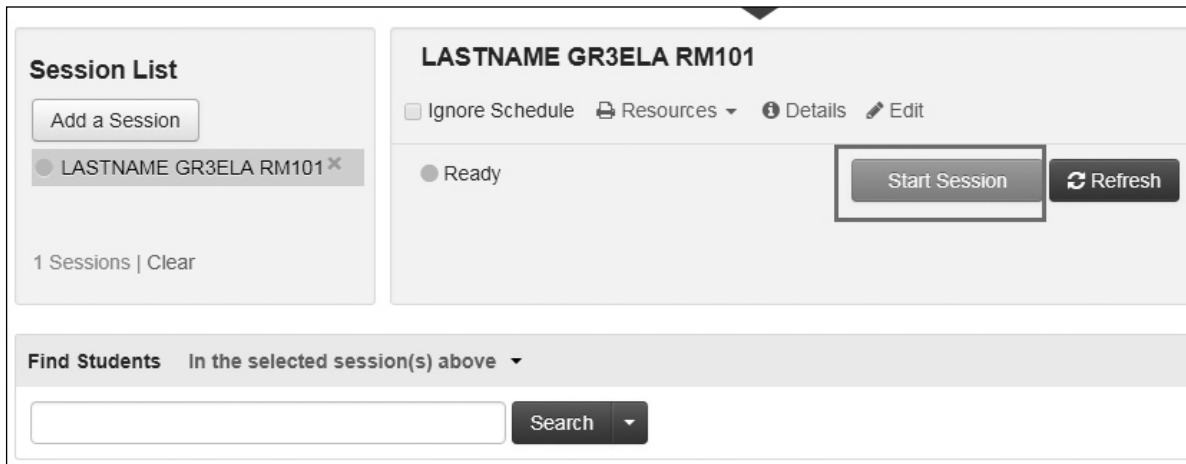 Session List
Add a Session
LASTNAME GR3ELA RM101
1 Sessions | Clear
LASTNAME GR3ELA RM101
Ignore Schedule Resources Details Edit
Ready Start Session Refresh
Find Students In the selected session(s) above
Search